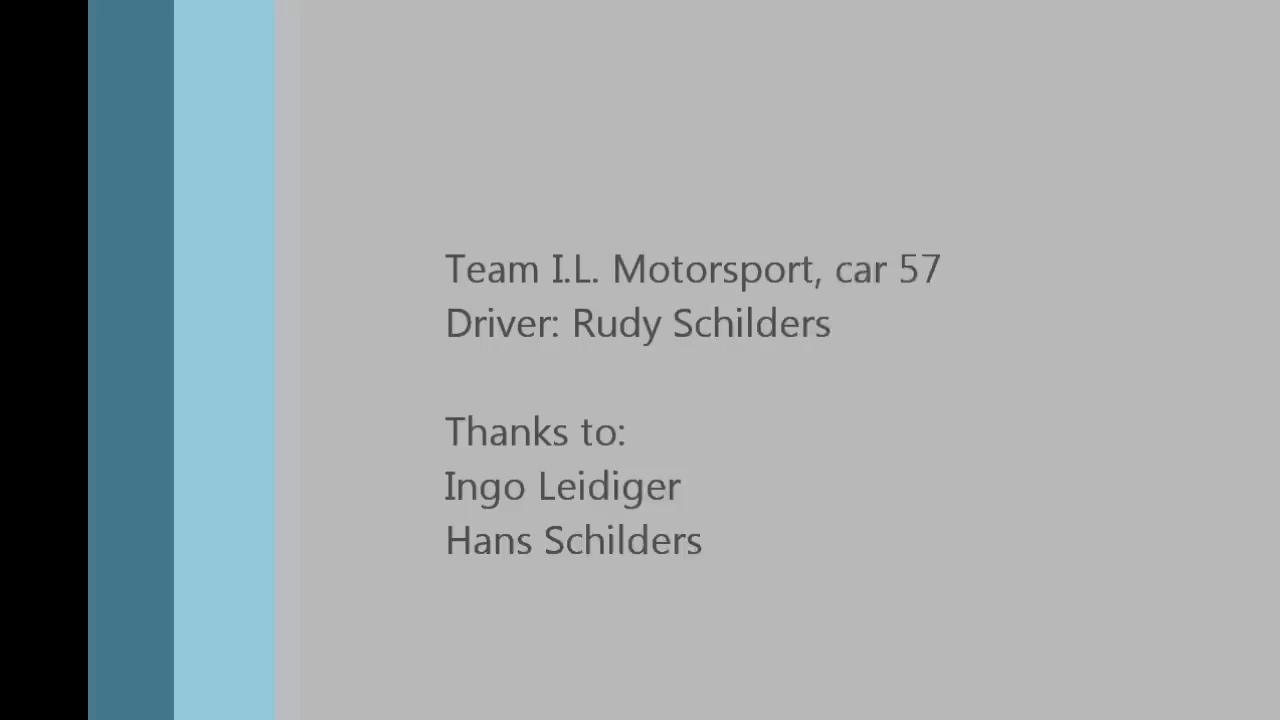 Team I.L. Motorsport, car 57
Driver: Rudy Schilders
Thanks to:
Ingo Leidiger
Hans Schilders